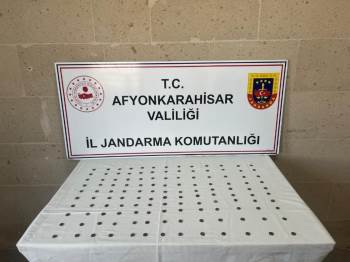 T.C.
AFYONKARAHİSAR
VALİLİĞİ
İL JANDARMA KOMUTANLIĞI